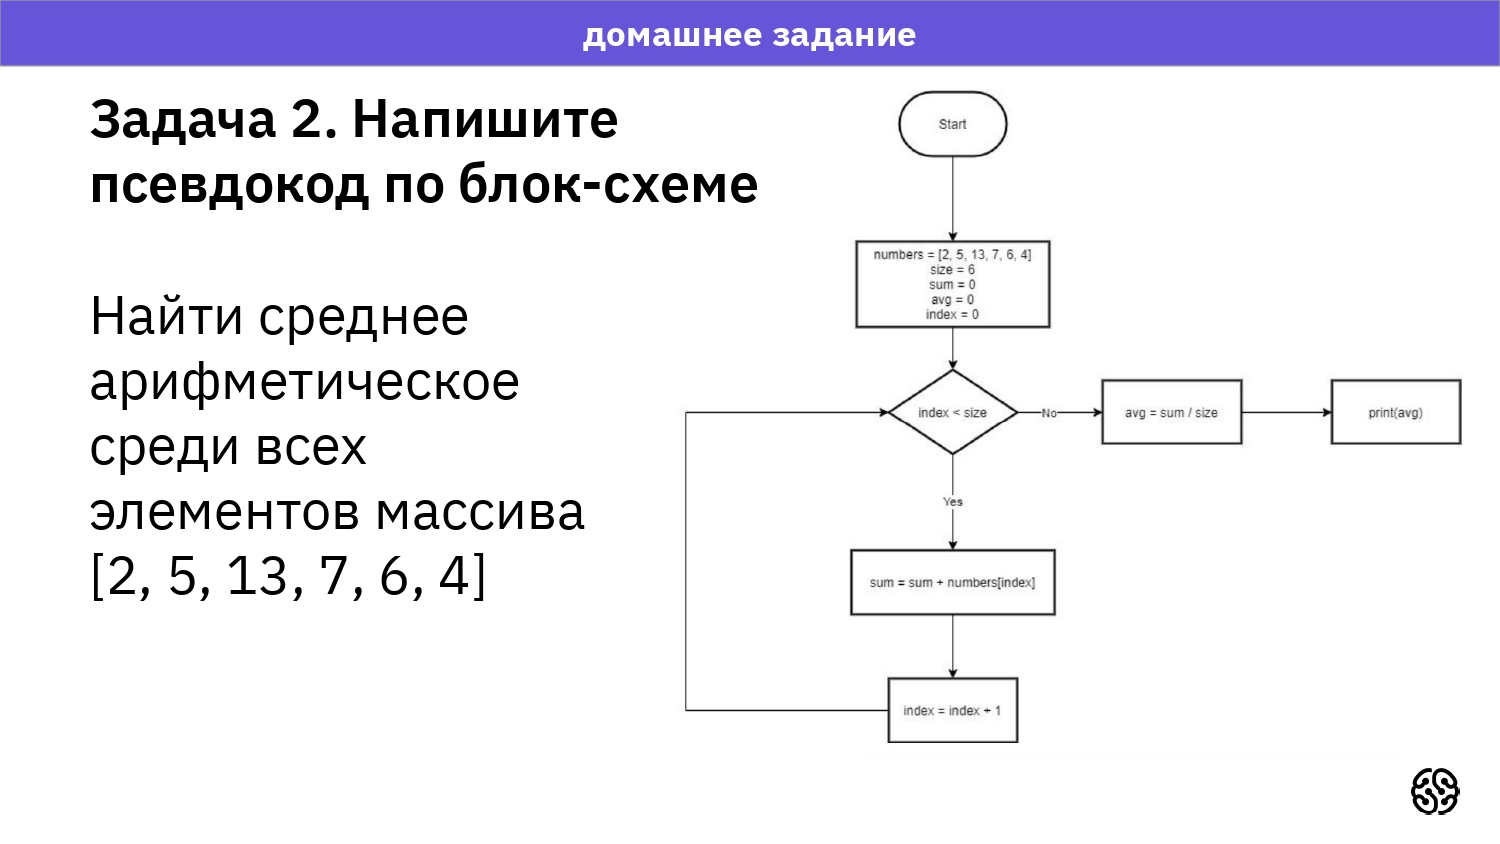 домашнее задание
Задача 2. Напишите
псевдокод по блок-схеме
Найти среднее
арифметическое
среди всех
элементов массива
[2, 5, 13, 7, 6, 4]
Start
numbers = [2, 5, 13, 7, 6, 4]
size = 6
sum = 0
avg = 0
index = 0
index < size
No
avg = sum / size
print(avg)
Yes
sum = sum + numbers[index]
index = index + 1